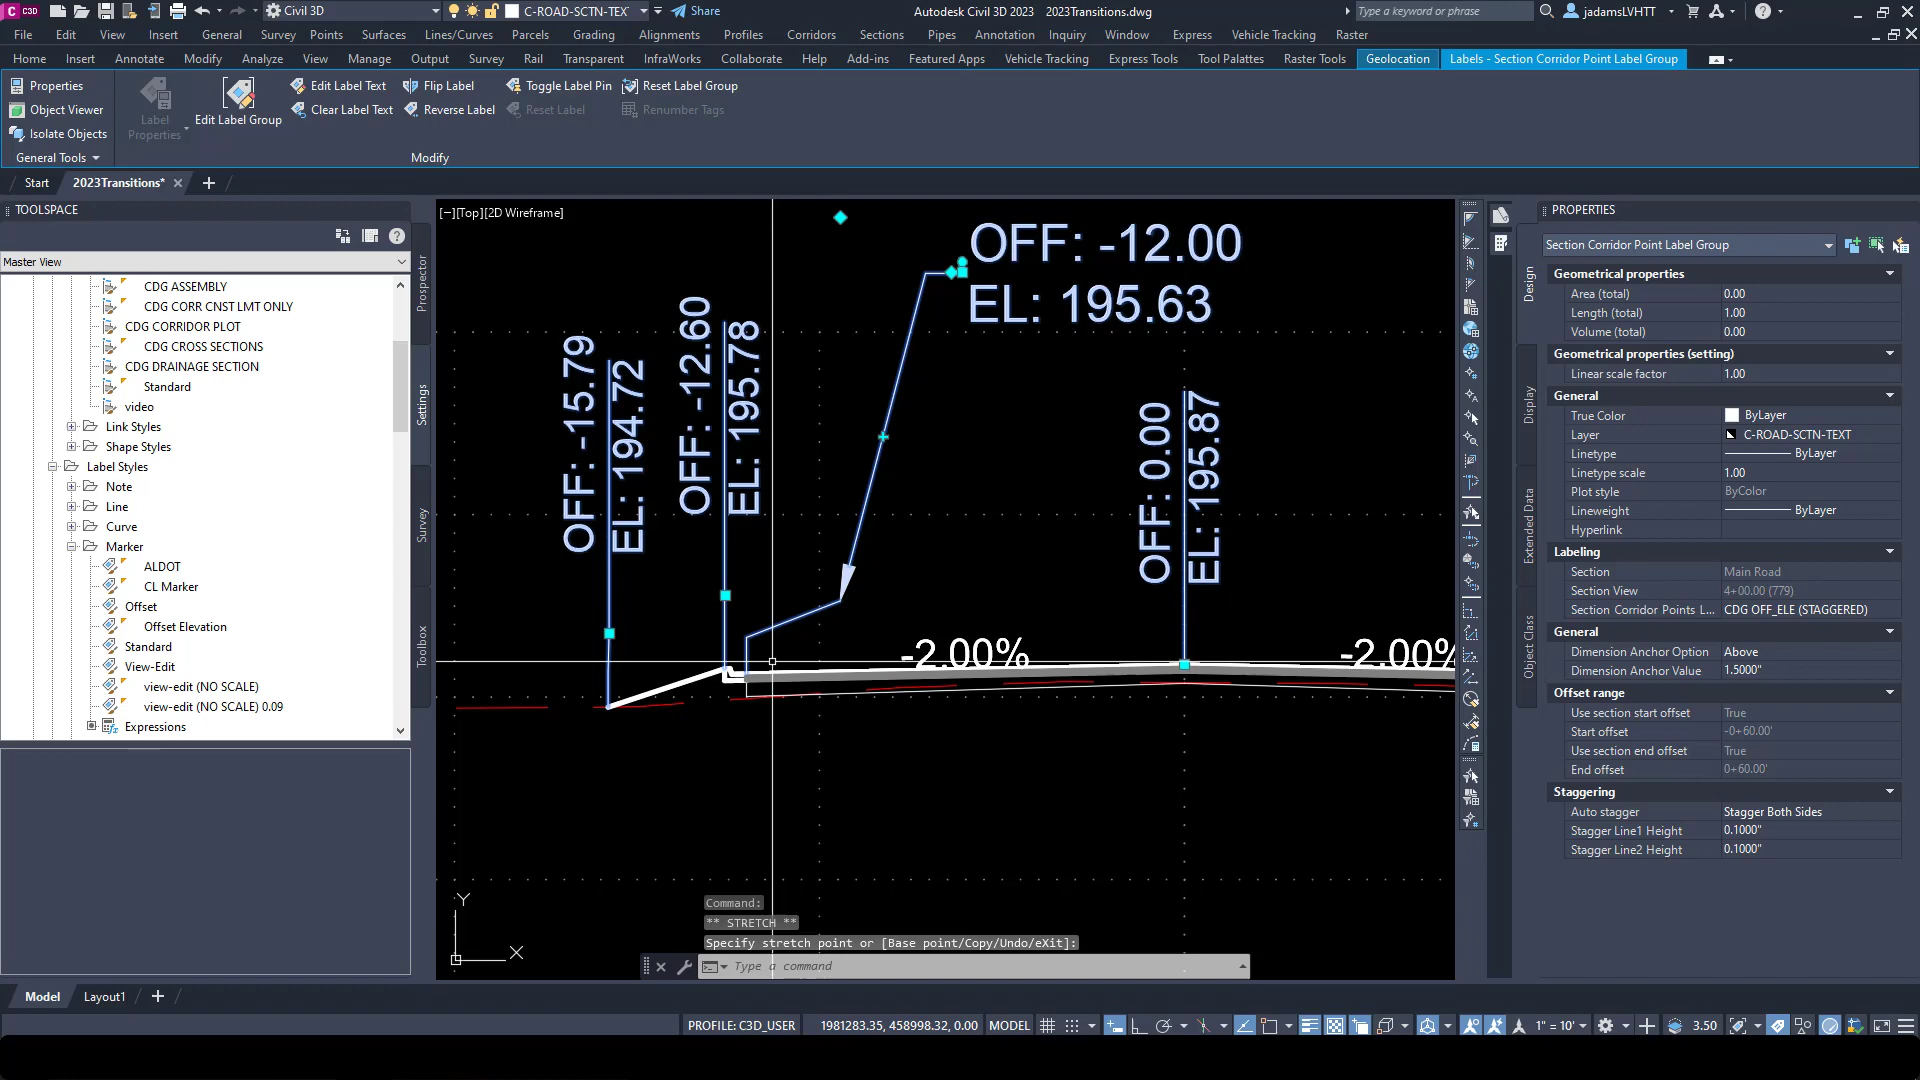 C3D
Civil 3D
C-ROAD-SCTN-TEX
Share
Autodesk Civil 3D 2023
2023Transitions.dwg
Type a keyword or phrase
jadamsLVHTT
File Edit View Insert General Survey Points Surfaces Lines/Curves Parcels Grading Alignments Profiles Corridors Sections Pipes Annotation Inquiry Window Express Vehicle Tracking Raster
Home Insert Annotate Modify Analyze View Manage Output Survey Rail Transparent InfraWorks Collaborate Help Add-ins Featured Apps Vehicle Tracking Express Tools Tool Palettes Raster Tools Geolocation Labels - Section Corridor Point Label Group
Properties
Object Viewer
Isolate Objects
General Tools
Label
Properties
Edit Label Group
Edit Label Text
Clear Label Text
Flip Label
Reverse Label
Toggle Label Pin
Reset Label
Reset Label Group
Renumber Tags
Modify
Start
2023Transitions*
TOOLSPACE
Master View
CDG ASSEMBLY
CDG CORR CNST LMT ONLY
CDG CORRIDOR PLOT
CDG CROSS SECTIONS
CDG DRAINAGE SECTION
Standard
video
Link Styles
Shape Styles
Label Styles
Note
Line
Curve
Marker
ALDOT
CL Marker
Offset
Offset Elevation
Standard
View-Edit
view-edit (NO SCALE)
view-edit (NO SCALE) 0.09
Expressions
Prospector
Settings
Survey
Toolbox
[−][Top][2D Wireframe]
OFF: -12.00
EL: 195.63
OFF: -15.79
EL: 194.72
OFF: -12.60
EL: 195.78
OFF: 0.00
EL: 195.87
-2.00%
-2.00%
Y
X
Command:
** STRETCH **
Specify stretch point or [Base point/Copy/Undo/eXit]:
Type a command
PROPERTIES
Design
Display
Extended Data
Object Class
Section Corridor Point Label Group
Geometrical properties
Area (total) 0.00
Length (total) 1.00
Volume (total) 0.00
Geometrical properties (setting)
Linear scale factor 1.00
General
True Color ByLayer
Layer C-ROAD-SCTN-TEXT
Linetype ByLayer
Linetype scale 1.00
Plot style ByColor
Lineweight ByLayer
Hyperlink
Labeling
Section Main Road
Section View 4+00.00 (779)
Section Corridor Points L... CDG OFF_ELE (STAGGERED)
General
Dimension Anchor Option Above
Dimension Anchor Value 1.5000"
Offset range
Use section start offset True
Start offset -0+60.00'
Use section end offset True
End offset 0+60.00'
Staggering
Auto stagger Stagger Both Sides
Stagger Line1 Height 0.1000"
Stagger Line2 Height 0.1000"
Model
Layout1
PROFILE: C3D_USER
1981283.35, 458998.32, 0.00
MODEL
1" = 10'
3.50